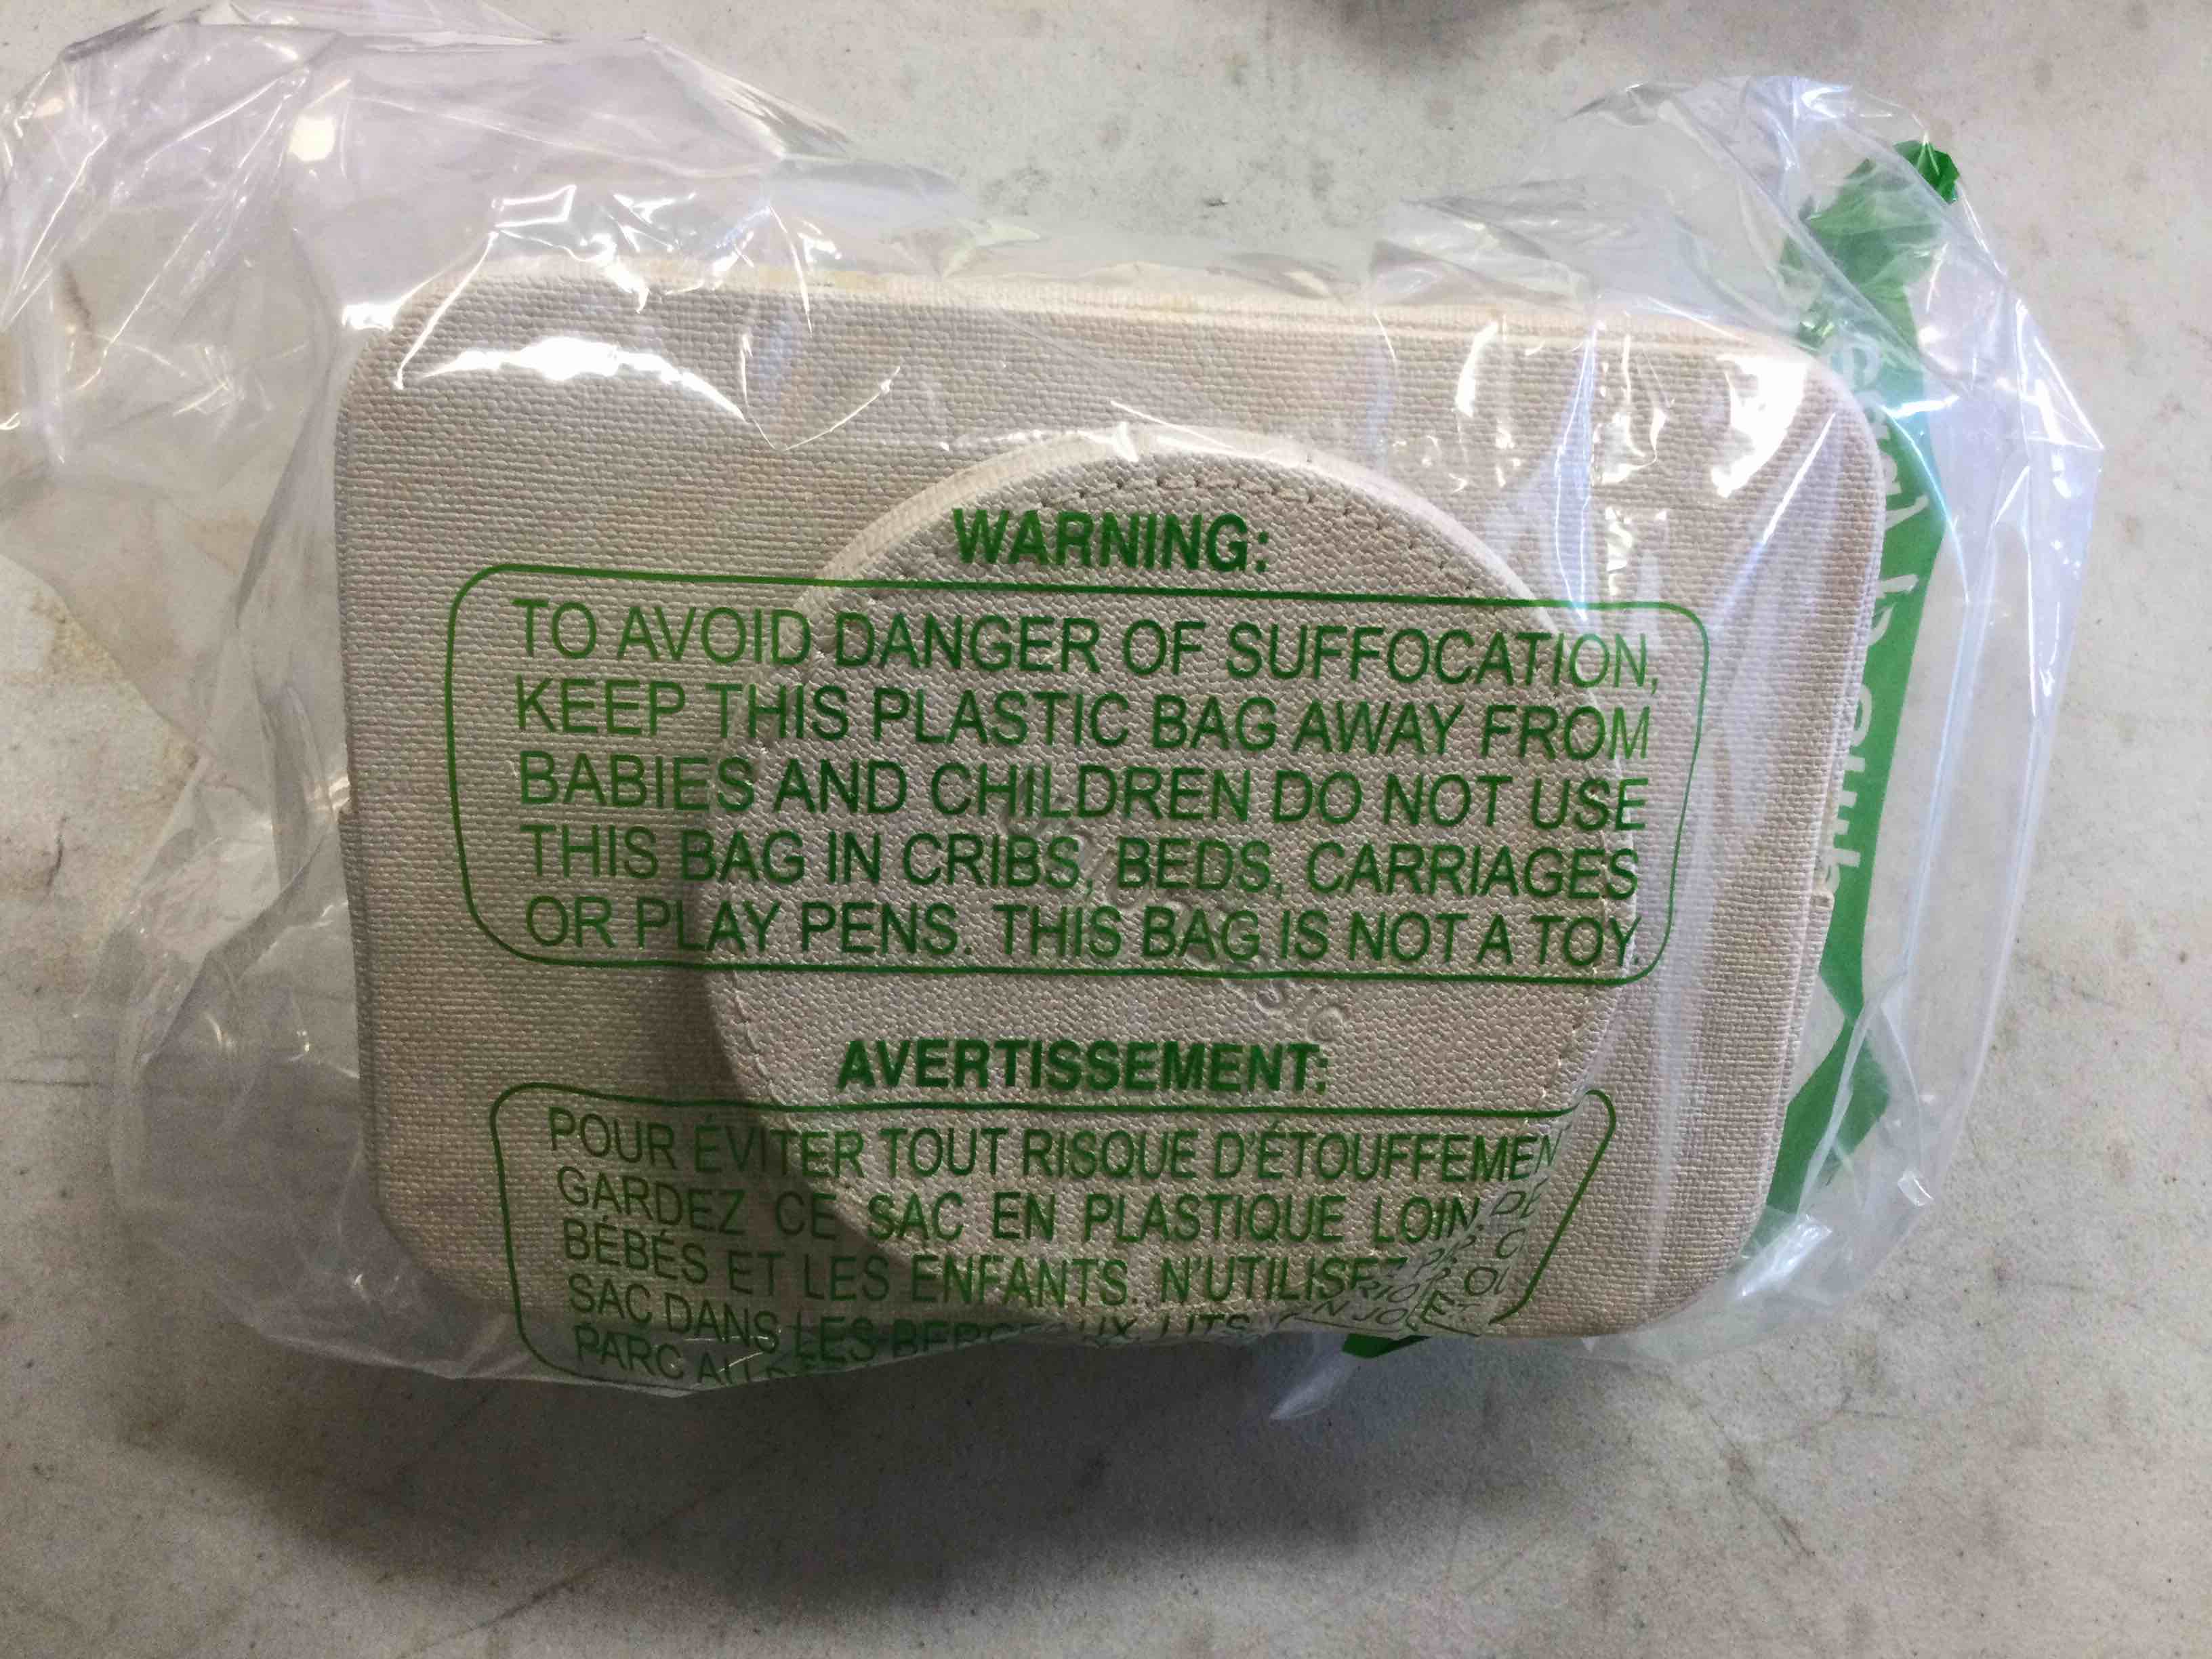 WARNING:
TO AVOID DANGER OF SUFFOCATION,
KEEP THIS PLASTIC BAG AWAY FROM
BABIES AND CHILDREN DO NOT USE
THIS BAG IN CRIBS, BEDS, CARRIAGES
OR PLAY PENS. THIS BAG IS NOT A TOY.
AVERTISSEMENT:
POUR ÉVITER TOUT RISQUE D'ÉTOUFFEMEN
GARDEZ CE SAC EN PLASTIQUE LOIN
BÉBÉS ET LES ENFANTS. N'UTILISEZ
SAC DANS LES LITS
PARC